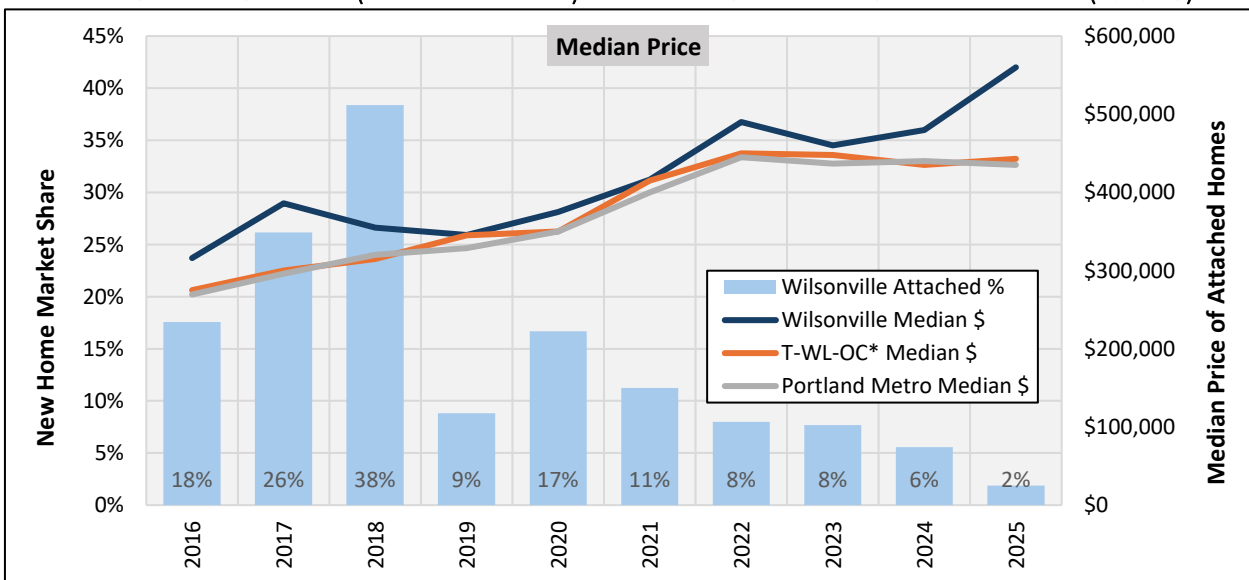 Median Price
45%
40%
35%
30%
25%
20%
15%
10%
5%
0%
New Home Market Share
$600,000
$500,000
$400,000
$300,000
$200,000
$100,000
$0
Median Price of Attached Homes
Wilsonville Attached %
Wilsonville Median $
T-WL-OC* Median $
Portland Metro Median $
18% 26% 38% 9% 17% 11% 8% 8% 6% 2%
2016 2017 2018 2019 2020 2021 2022 2023 2024 2025